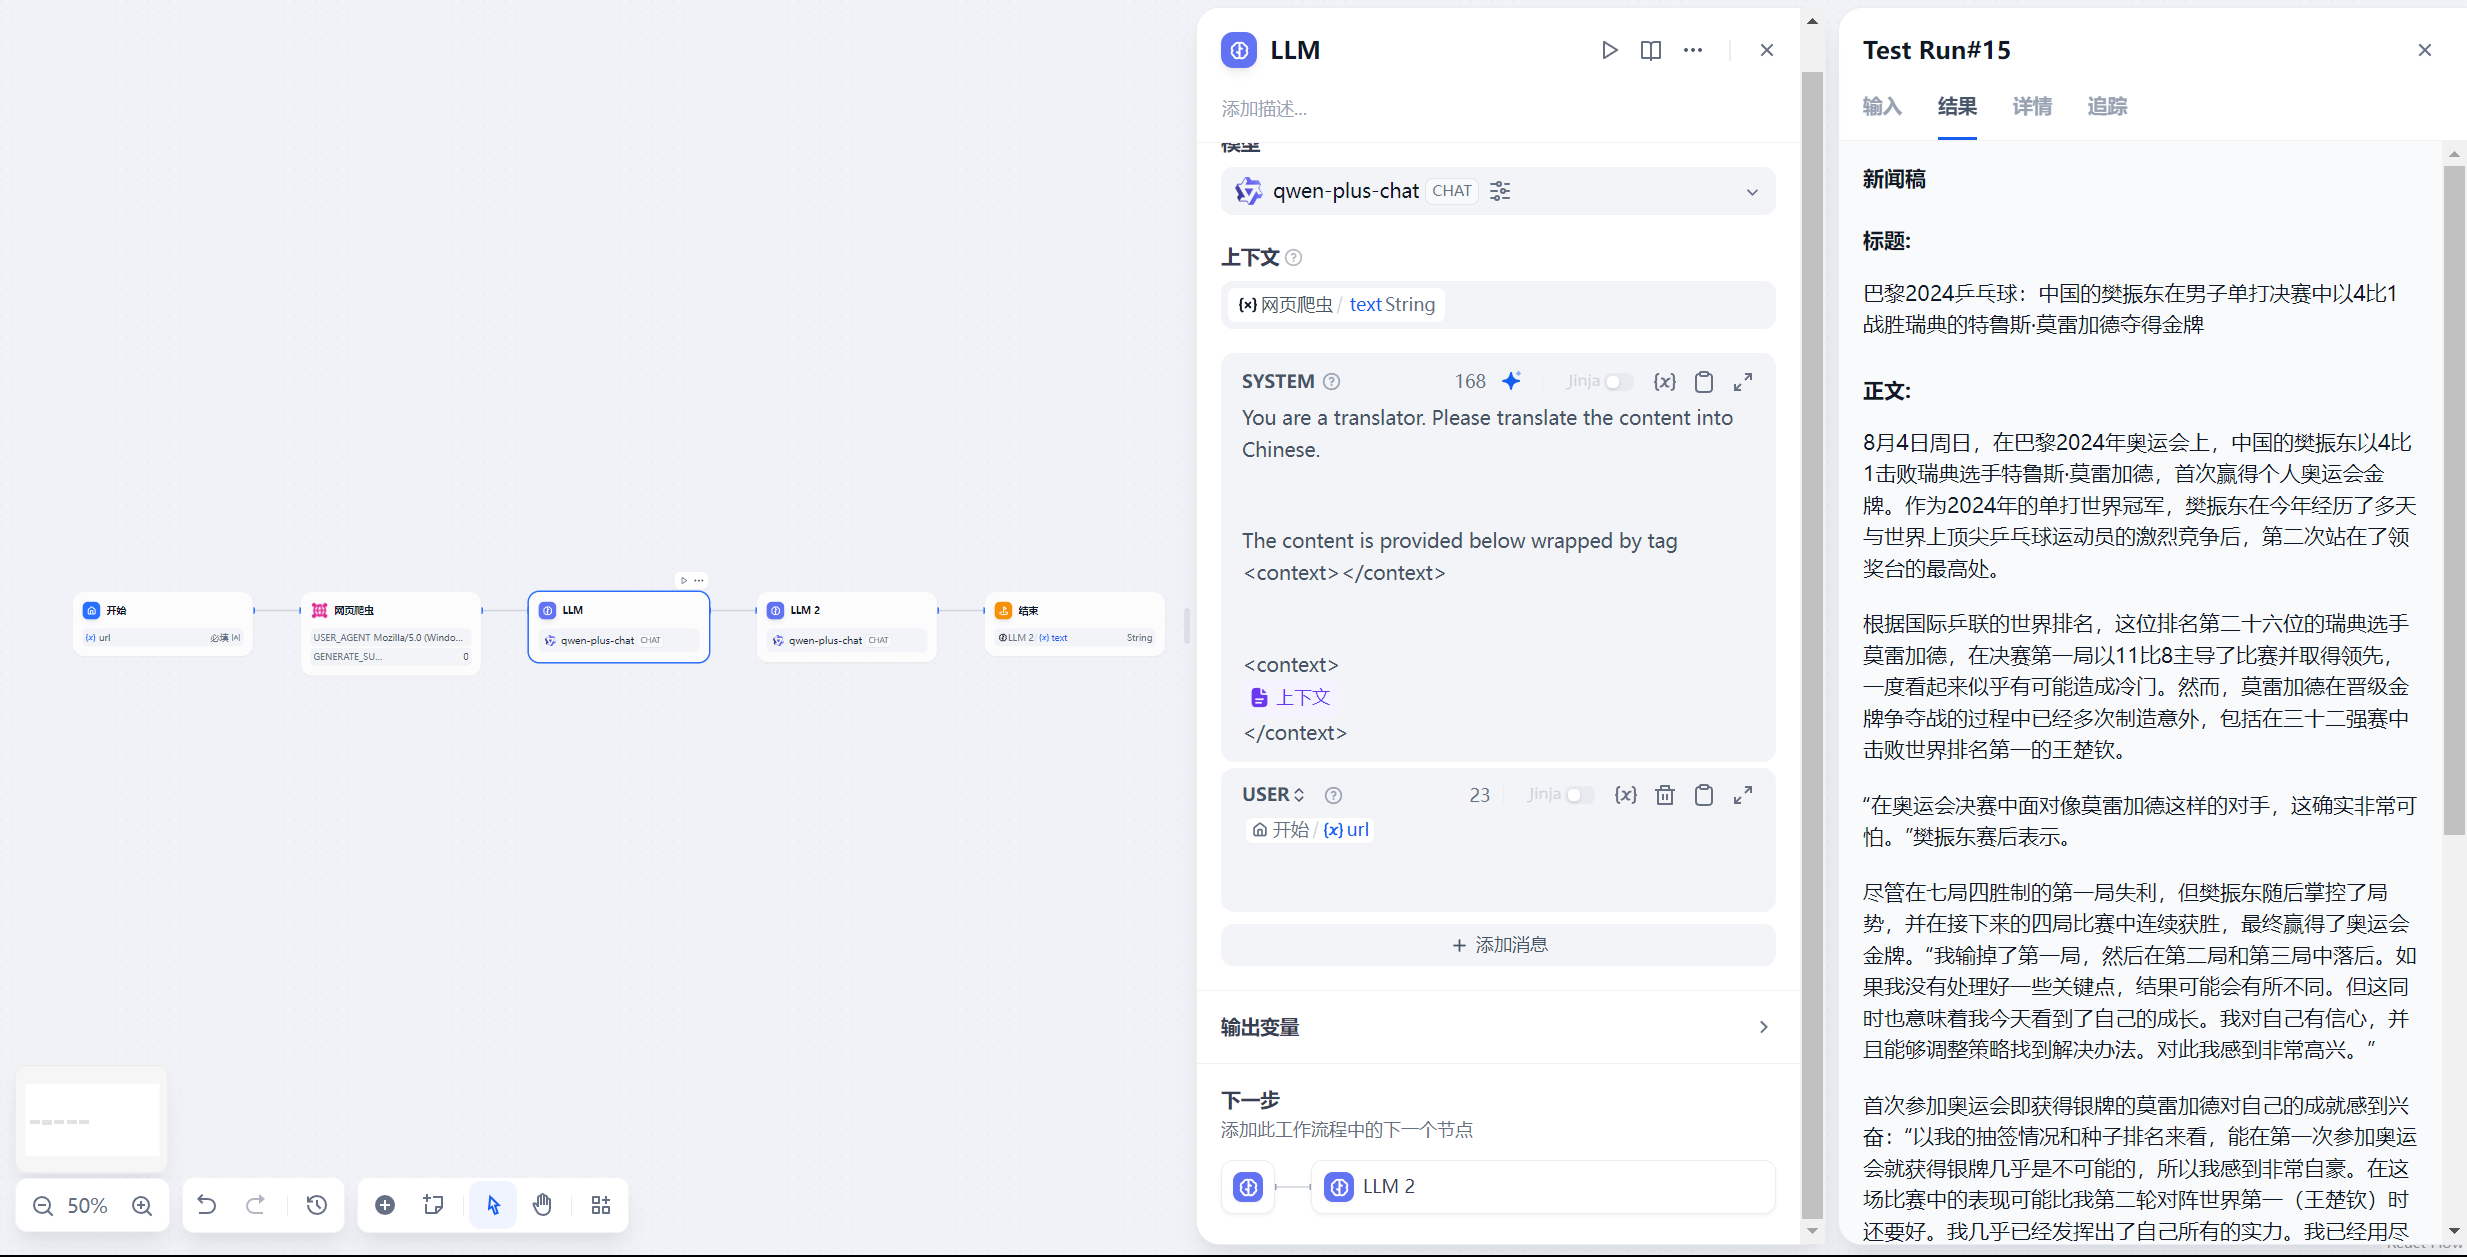 开始
url
必填
网页爬虫
USER_AGENT Mozilla/5.0 (Windo...
GENERATE_SU... 0
LLM
qwen-plus-chat CHAT
LLM 2
qwen-plus-chat CHAT
结束
LLM 2 {x} text String
50%
LLM
添加描述...
模型
qwen-plus-chat CHAT
上下文
{x} 网页爬虫 / text String
SYSTEM 168 Jinja {x}
You are a translator. Please translate the content into
Chinese.
The content is provided below wrapped by tag
<context></context>
<context>
上下文
</context>
USER 23 Jinja {x}
开始 / {x} url
+ 添加消息
输出变量
下一步
添加此工作流程中的下一个节点
LLM 2
Test Run#15
输入 结果 详情 追踪
新闻稿
标题:
巴黎2024乒乓球：中国的樊振东在男子单打决赛中以4比1
战胜瑞典的特鲁斯·莫雷加德夺得金牌
正文:
8月4日周日，在巴黎2024年奥运会上，中国的樊振东以4比
1击败瑞典选手特鲁斯·莫雷加德，首次赢得个人奥运会金
牌。作为2024年的单打世界冠军，樊振东在今年经历了多天
与世界上顶尖乒乓球运动员的激烈竞争后，第二次站在了领
奖台的最高处。
根据国际乒联的世界排名，这位排名第二十六位的瑞典选手
莫雷加德，在决赛第一局以11比8主导了比赛并取得领先，
一度看起来似乎有可能造成冷门。然而，莫雷加德在晋级金
牌争夺战的过程中已经多次制造意外，包括在三十二强赛中
击败世界排名第一的王楚钦。
“在奥运会决赛中面对像莫雷加德这样的对手，这确实非常可
怕。”樊振东赛后表示。
尽管在七局四胜制的第一局失利，但樊振东随后掌控了局
势，并在接下来的四局比赛中连续获胜，最终赢得了奥运会
金牌。“我输掉了第一局，然后在第二局和第三局中落后。如
果我没有处理好一些关键点，结果可能会有所不同。但这同
时也意味着我今天看到了自己的成长。我对自己有信心，并
且能够调整策略找到解决办法。对此我感到非常高兴。”
首次参加奥运会即获得银牌的莫雷加德对自己的成就感到兴
奋：“以我的抽签情况和种子排名来看，能在第一次参加奥运
会就获得银牌几乎是不可能的，所以我感到非常自豪。在这
场比赛中的表现可能比我第二轮对阵世界第一（王楚钦）时
还要好。我几乎已经发挥出了自己所有的实力。我已经用尽